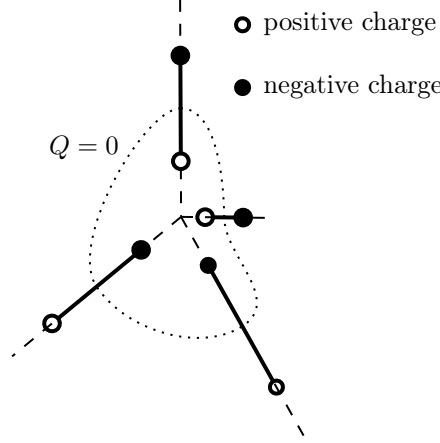 positive charge
negative charge
Q = 0